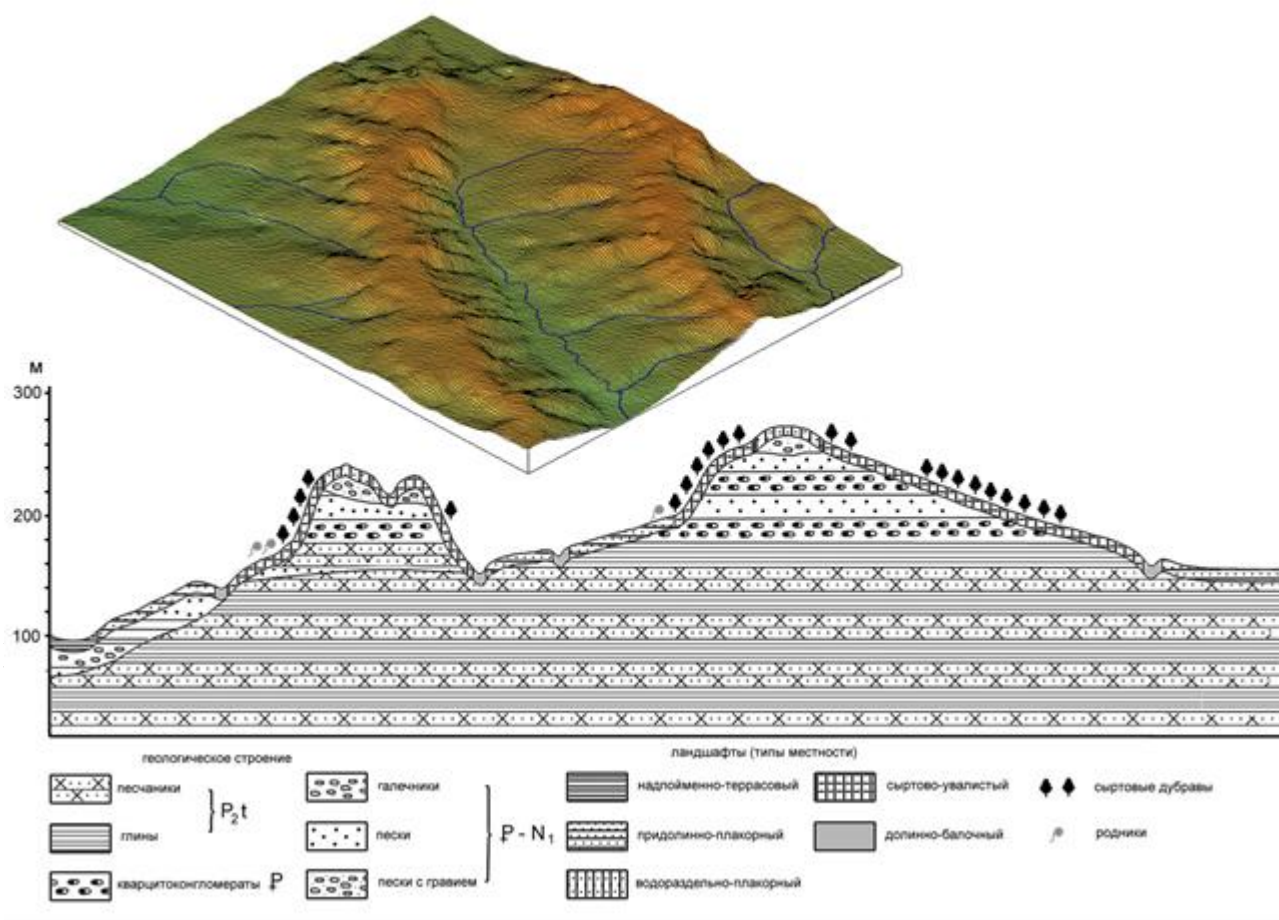 М
300
200
100
геологическое строение
ландшафты (типы местности)
песчаники
P₂t
галечники
надпойменно-террасовый
сыртово-увалистый
сыртовые дубравы
глины
пески
P - N₁
придолинно-плакорный
долинно-балочный
родники
кварцитоконгломераты P
пески с гравием
водораздельно-плакорный